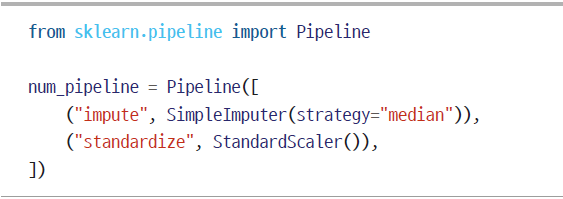 from sklearn.pipeline import Pipeline

num_pipeline = Pipeline([
    ("impute", SimpleImputer(strategy="median")),
    ("standardize", StandardScaler()),
])